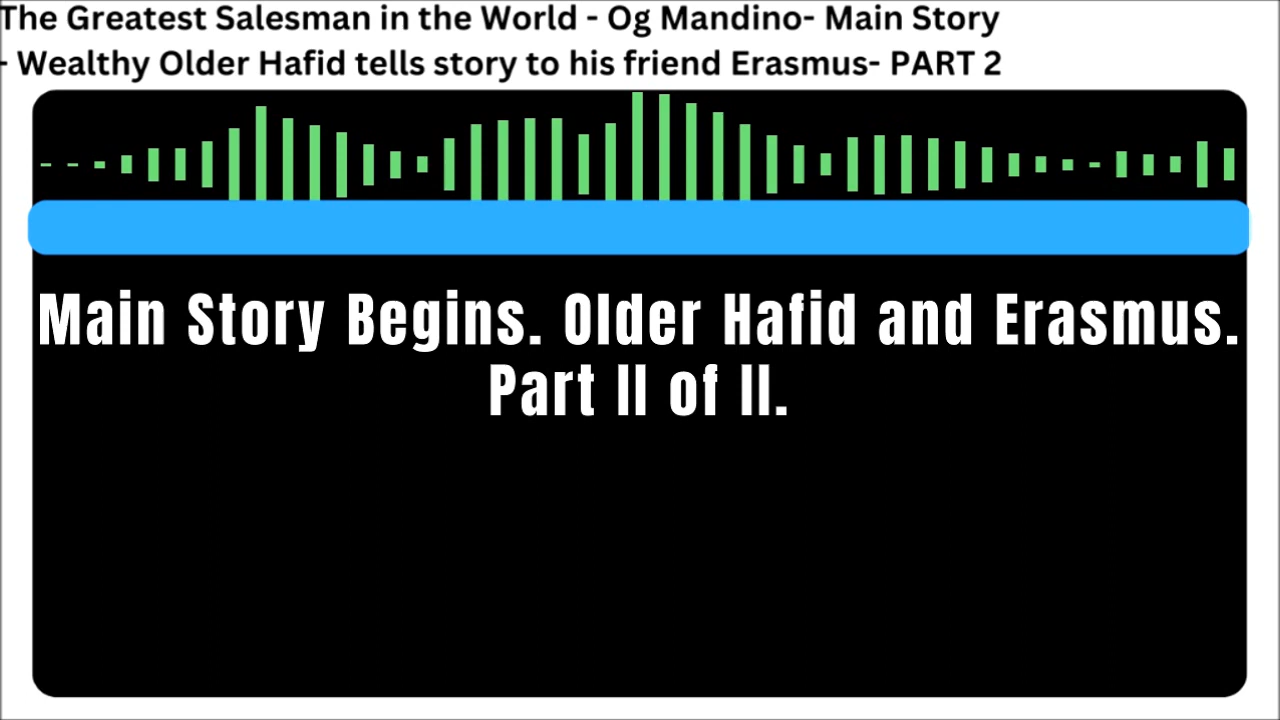 The Greatest Salesman in the World - Og Mandino- Main Story
- Wealthy Older Hafid tells story to his friend Erasmus- PART 2
Main Story Begins. Older Hafid and Erasmus.
Part II of II.